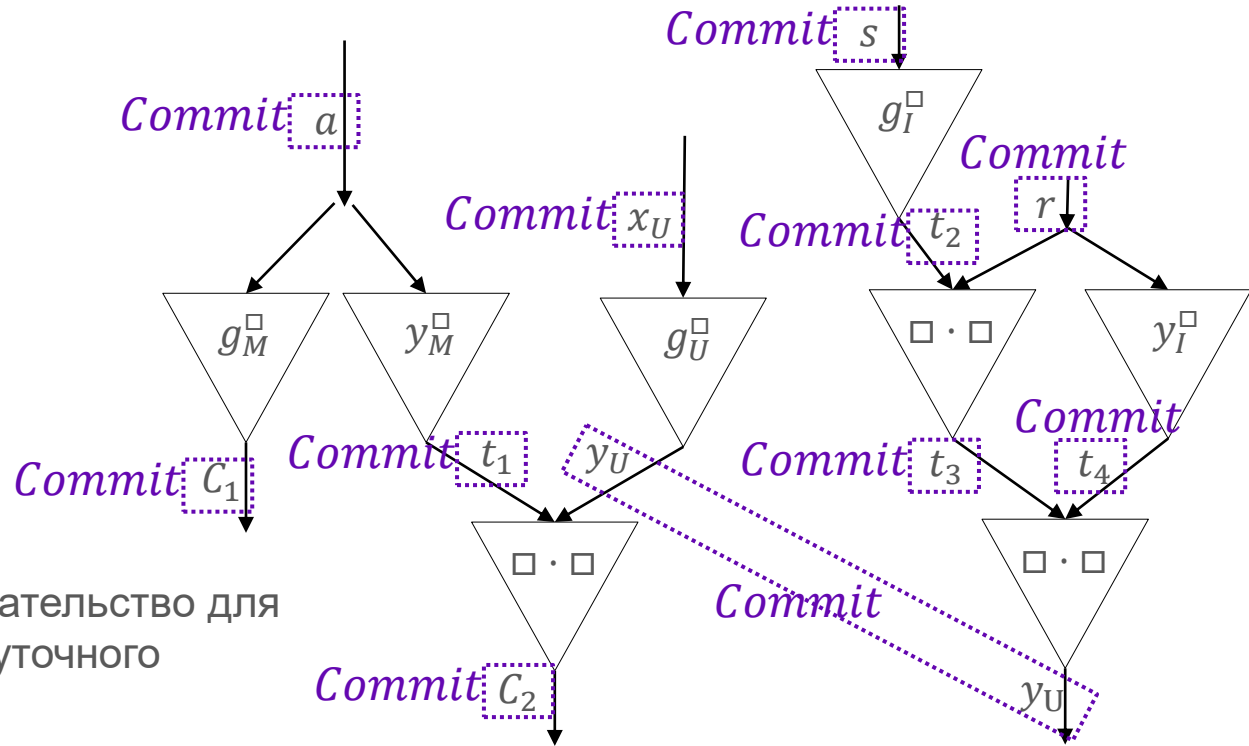 Commit s
g_I^□
Commit a
Commit
r
Commit x_U
Commit t_2
g_M^□
y_M^□
g_U^□
□ · □
y_I^□
Commit
Commit C_1
Commit t_1
y_U
Commit t_3
t_4
□ · □
□ · □
ательство для
Commit
уточного
Commit C_2
y_U